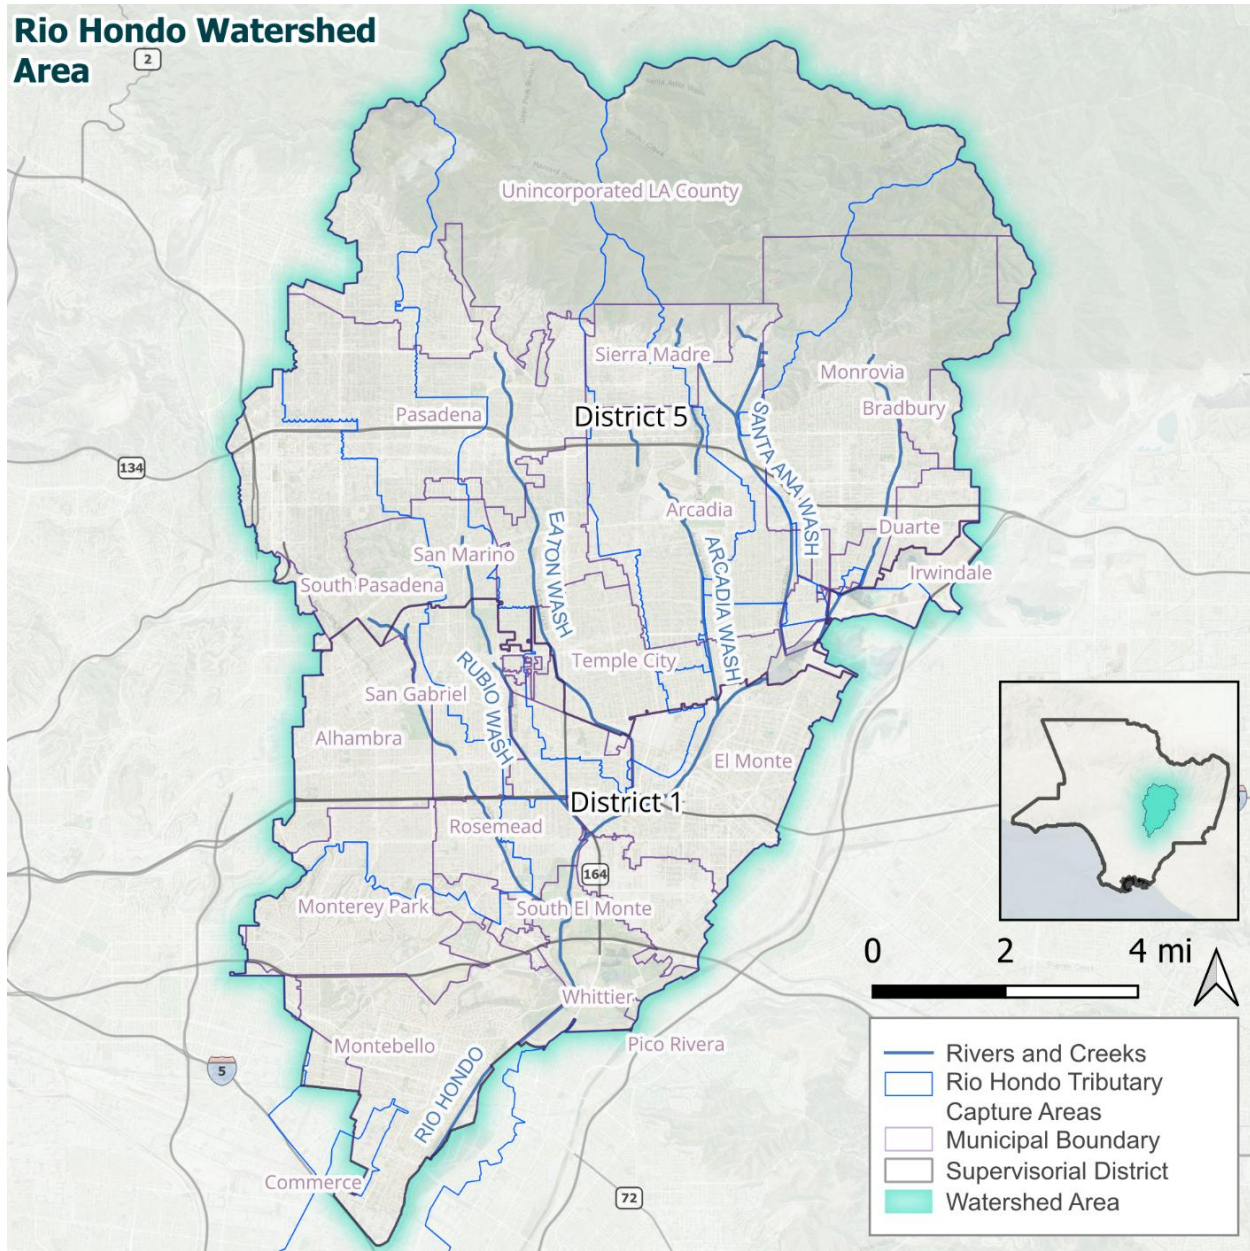 Rio Hondo Watershed
Area
2
Unincorporated LA County
Sierra Madre
Monrovia
Bradbury
Pasadena
District 5
SANTA ANA WASH
134
Arcadia
EATON WASH
Duarte
San Marino
ARCADIA WASH
Irwindale
South Pasadena
Temple City
RUBIO WASH
San Gabriel
Alhambra
El Monte
District 1
Rosemead
164
Monterey Park
South El Monte
0
2
4 mi
Whittier
Pico Rivera
Montebello
5
RIO HONDO
Commerce
72
Rivers and Creeks
Rio Hondo Tributary
Capture Areas
Municipal Boundary
Supervisorial District
Watershed Area